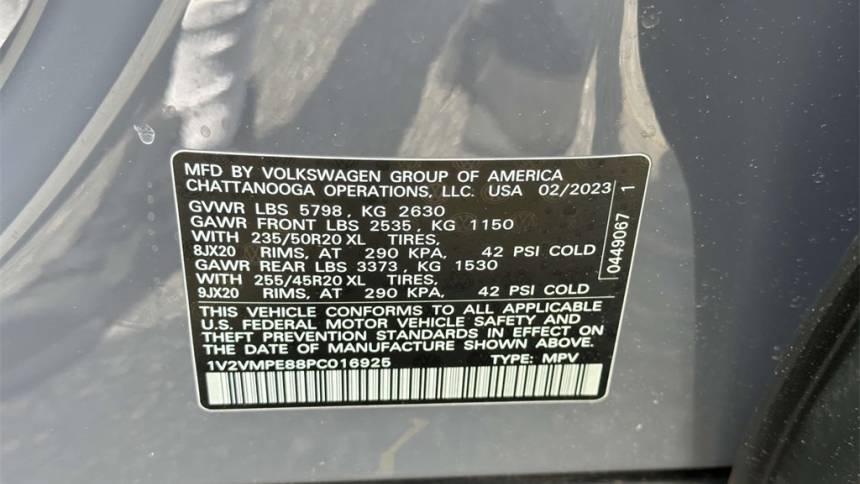 MFD BY VOLKSWAGEN GROUP OF AMERICA
CHATTANOOGA OPERATIONS, LLC. USA 02/2023
GVWR LBS 5798, KG 2630
GAWR FRONT LBS 2535, KG 1150
WITH 235/50R20 XL TIRES,
8JX20 RIMS, AT 290 KPA, 42 PSI COLD
GAWR REAR LBS 3373, KG 1530
WITH 255/45R20 XL TIRES,
9JX20 RIMS, AT 290 KPA, 42 PSI COLD
THIS VEHICLE CONFORMS TO ALL APPLICABLE
U.S. FEDERAL MOTOR VEHICLE SAFETY AND
THEFT PREVENTION STANDARDS IN EFFECT ON
THE DATE OF MANUFACTURE SHOWN ABOVE.
1V2VMPE88PC016925 TYPE: MPV
0449067 1